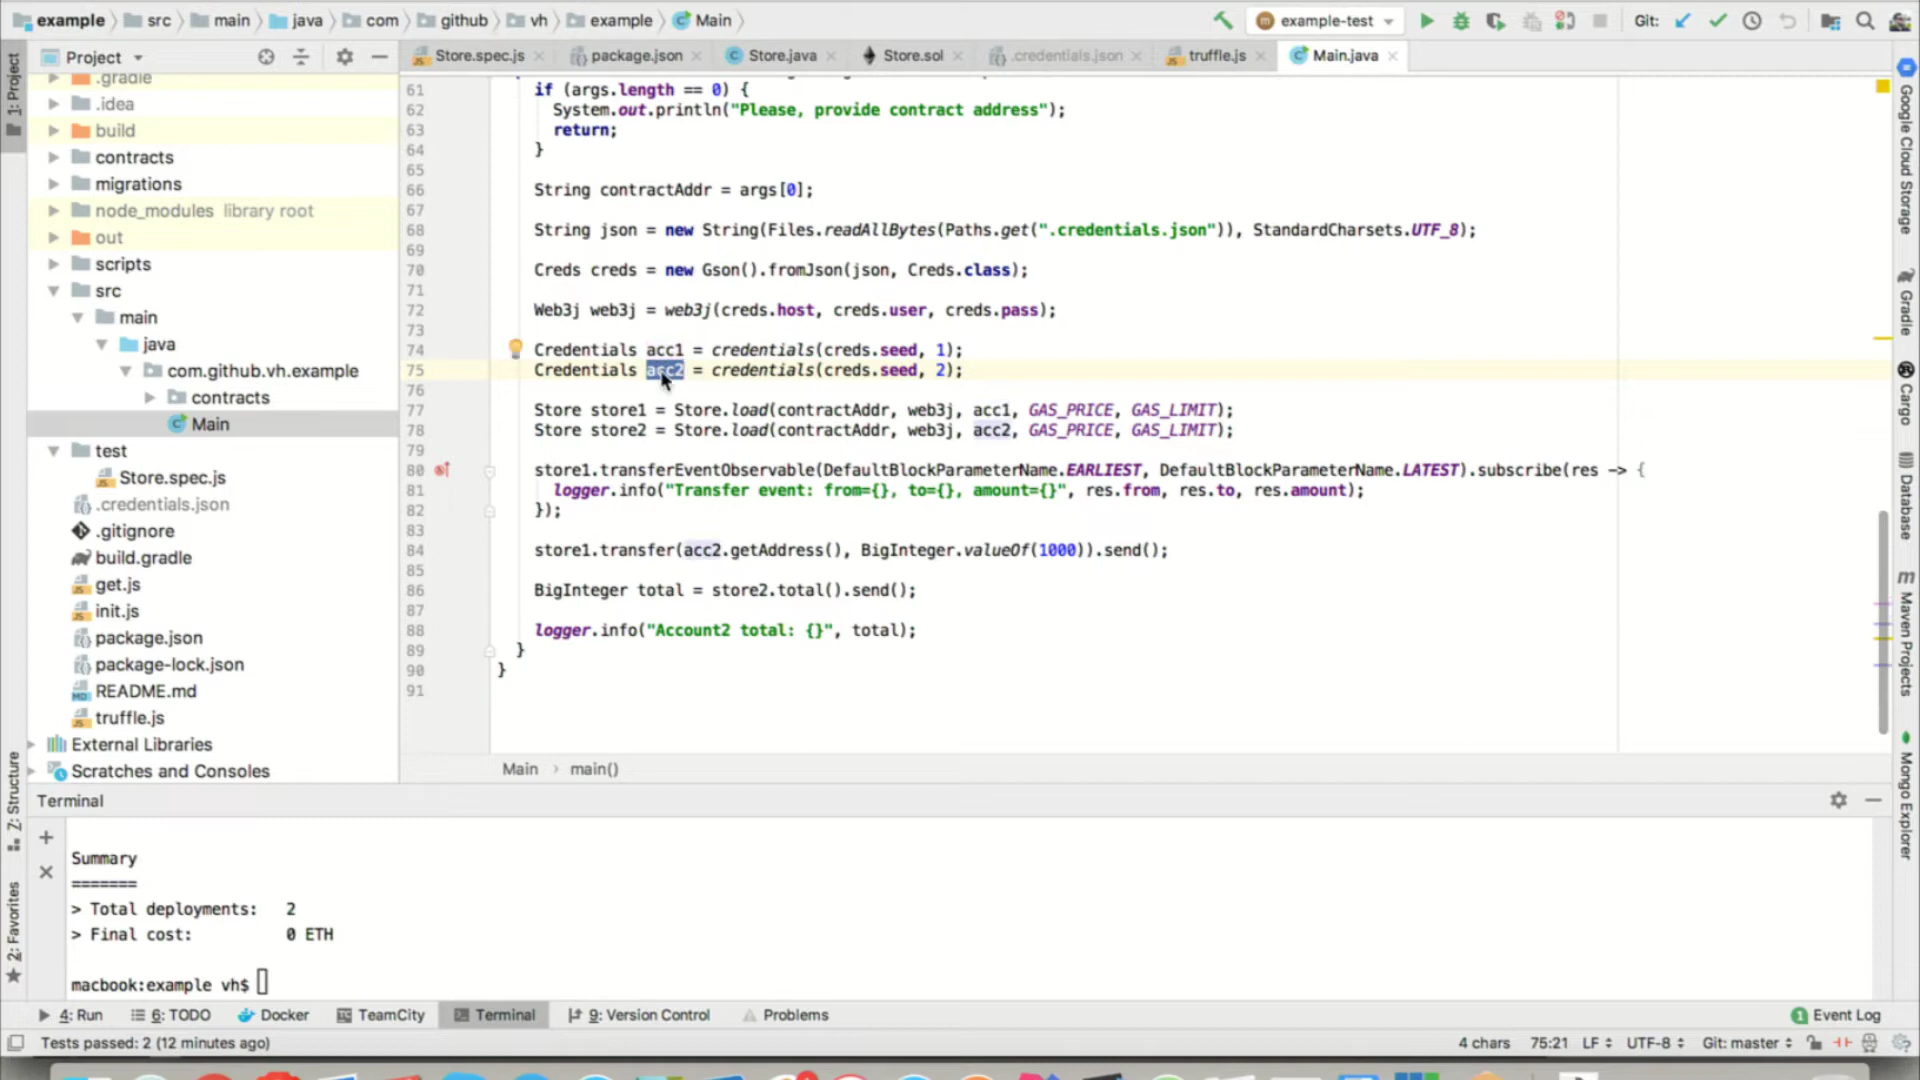 example src main java com github vh example Main example-test Git:
Project
Store.spec.js package.json Store.java Store.sol .credentials.json truffle.js Main.java
.gradle
.idea
build
contracts
migrations
node_modules library root
out
scripts
src
main
java
com.github.vh.example
contracts
Main
test
Store.spec.js
.credentials.json
.gitignore
build.gradle
get.js
init.js
package.json
package-lock.json
README.md
truffle.js
External Libraries
Scratches and Consoles
61 if (args.length == 0) {
62 System.out.println("Please, provide contract address");
63 return;
64 }
65
66 String contractAddr = args[0];
67
68 String json = new String(Files.readAllBytes(Paths.get(".credentials.json")), StandardCharsets.UTF_8);
69
70 Creds creds = new Gson().fromJson(json, Creds.class);
71
72 Web3j web3j = web3j(creds.host, creds.user, creds.pass);
73
74 Credentials acc1 = credentials(creds.seed, 1);
75 Credentials acc2 = credentials(creds.seed, 2);
76
77 Store store1 = Store.load(contractAddr, web3j, acc1, GAS_PRICE, GAS_LIMIT);
78 Store store2 = Store.load(contractAddr, web3j, acc2, GAS_PRICE, GAS_LIMIT);
79
80 store1.transferEventObservable(DefaultBlockParameterName.EARLIEST, DefaultBlockParameterName.LATEST).subscribe(res -> {
81 logger.info("Transfer event: from={}, to={}, amount={}", res.from, res.to, res.amount);
82 });
83
84 store1.transfer(acc2.getAddress(), BigInteger.valueOf(1000)).send();
85
86 BigInteger total = store2.total().send();
87
88 logger.info("Account2 total: {}", total);
89 }
90 }
91
Main › main()
1: Project
Z: Structure
2: Favorites
Google Cloud Storage
Gradle
Cargo
Database
Maven Projects
Mongo Explorer
Terminal
Summary
=======
> Total deployments: 2
> Final cost: 0 ETH
macbook:example vh$
4: Run 6: TODO Docker TeamCity Terminal 9: Version Control Problems 1 Event Log
Tests passed: 2 (12 minutes ago) 4 chars 75:21 LF UTF-8 Git: master